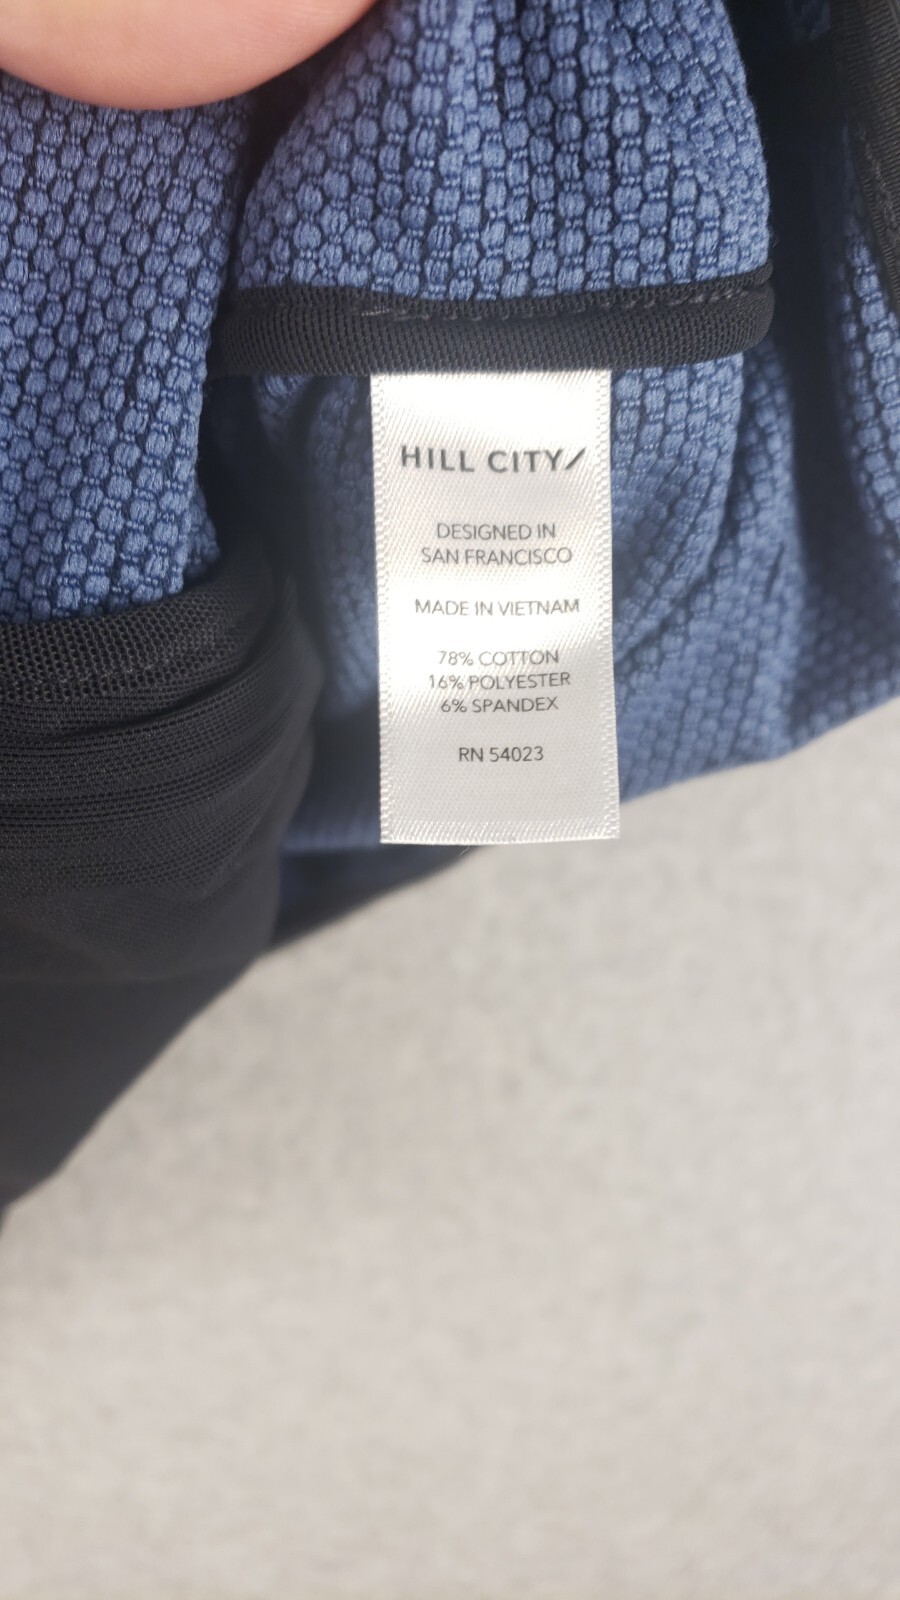 HILL CITY/
DESIGNED IN
SAN FRANCISCO
MADE IN VIETNAM
78% COTTON
16% POLYESTER
6% SPANDEX
RN 54023